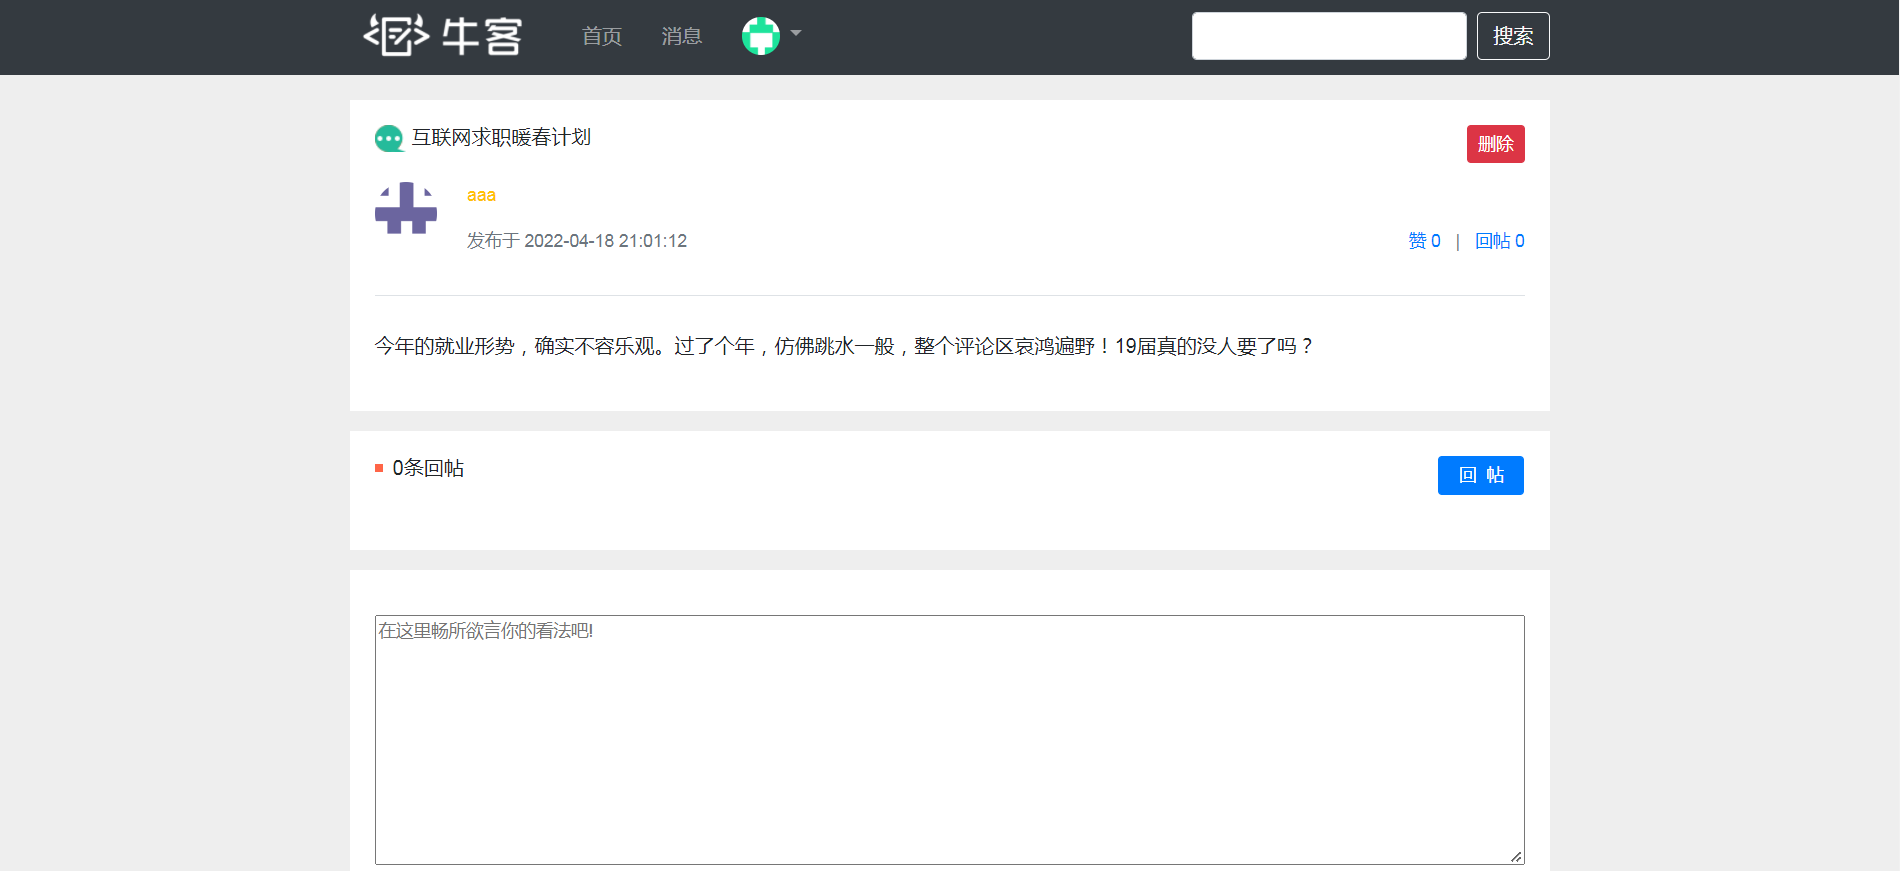 牛客 首页 消息 搜索
互联网求职暖春计划 删除
aaa
发布于 2022-04-18 21:01:12 赞 0 | 回帖 0
今年的就业形势，确实不容乐观。过了个年，仿佛跳水一般，整个评论区哀鸿遍野！19届真的没人要了吗？
0条回帖 回 帖
在这里畅所欲言你的看法吧!